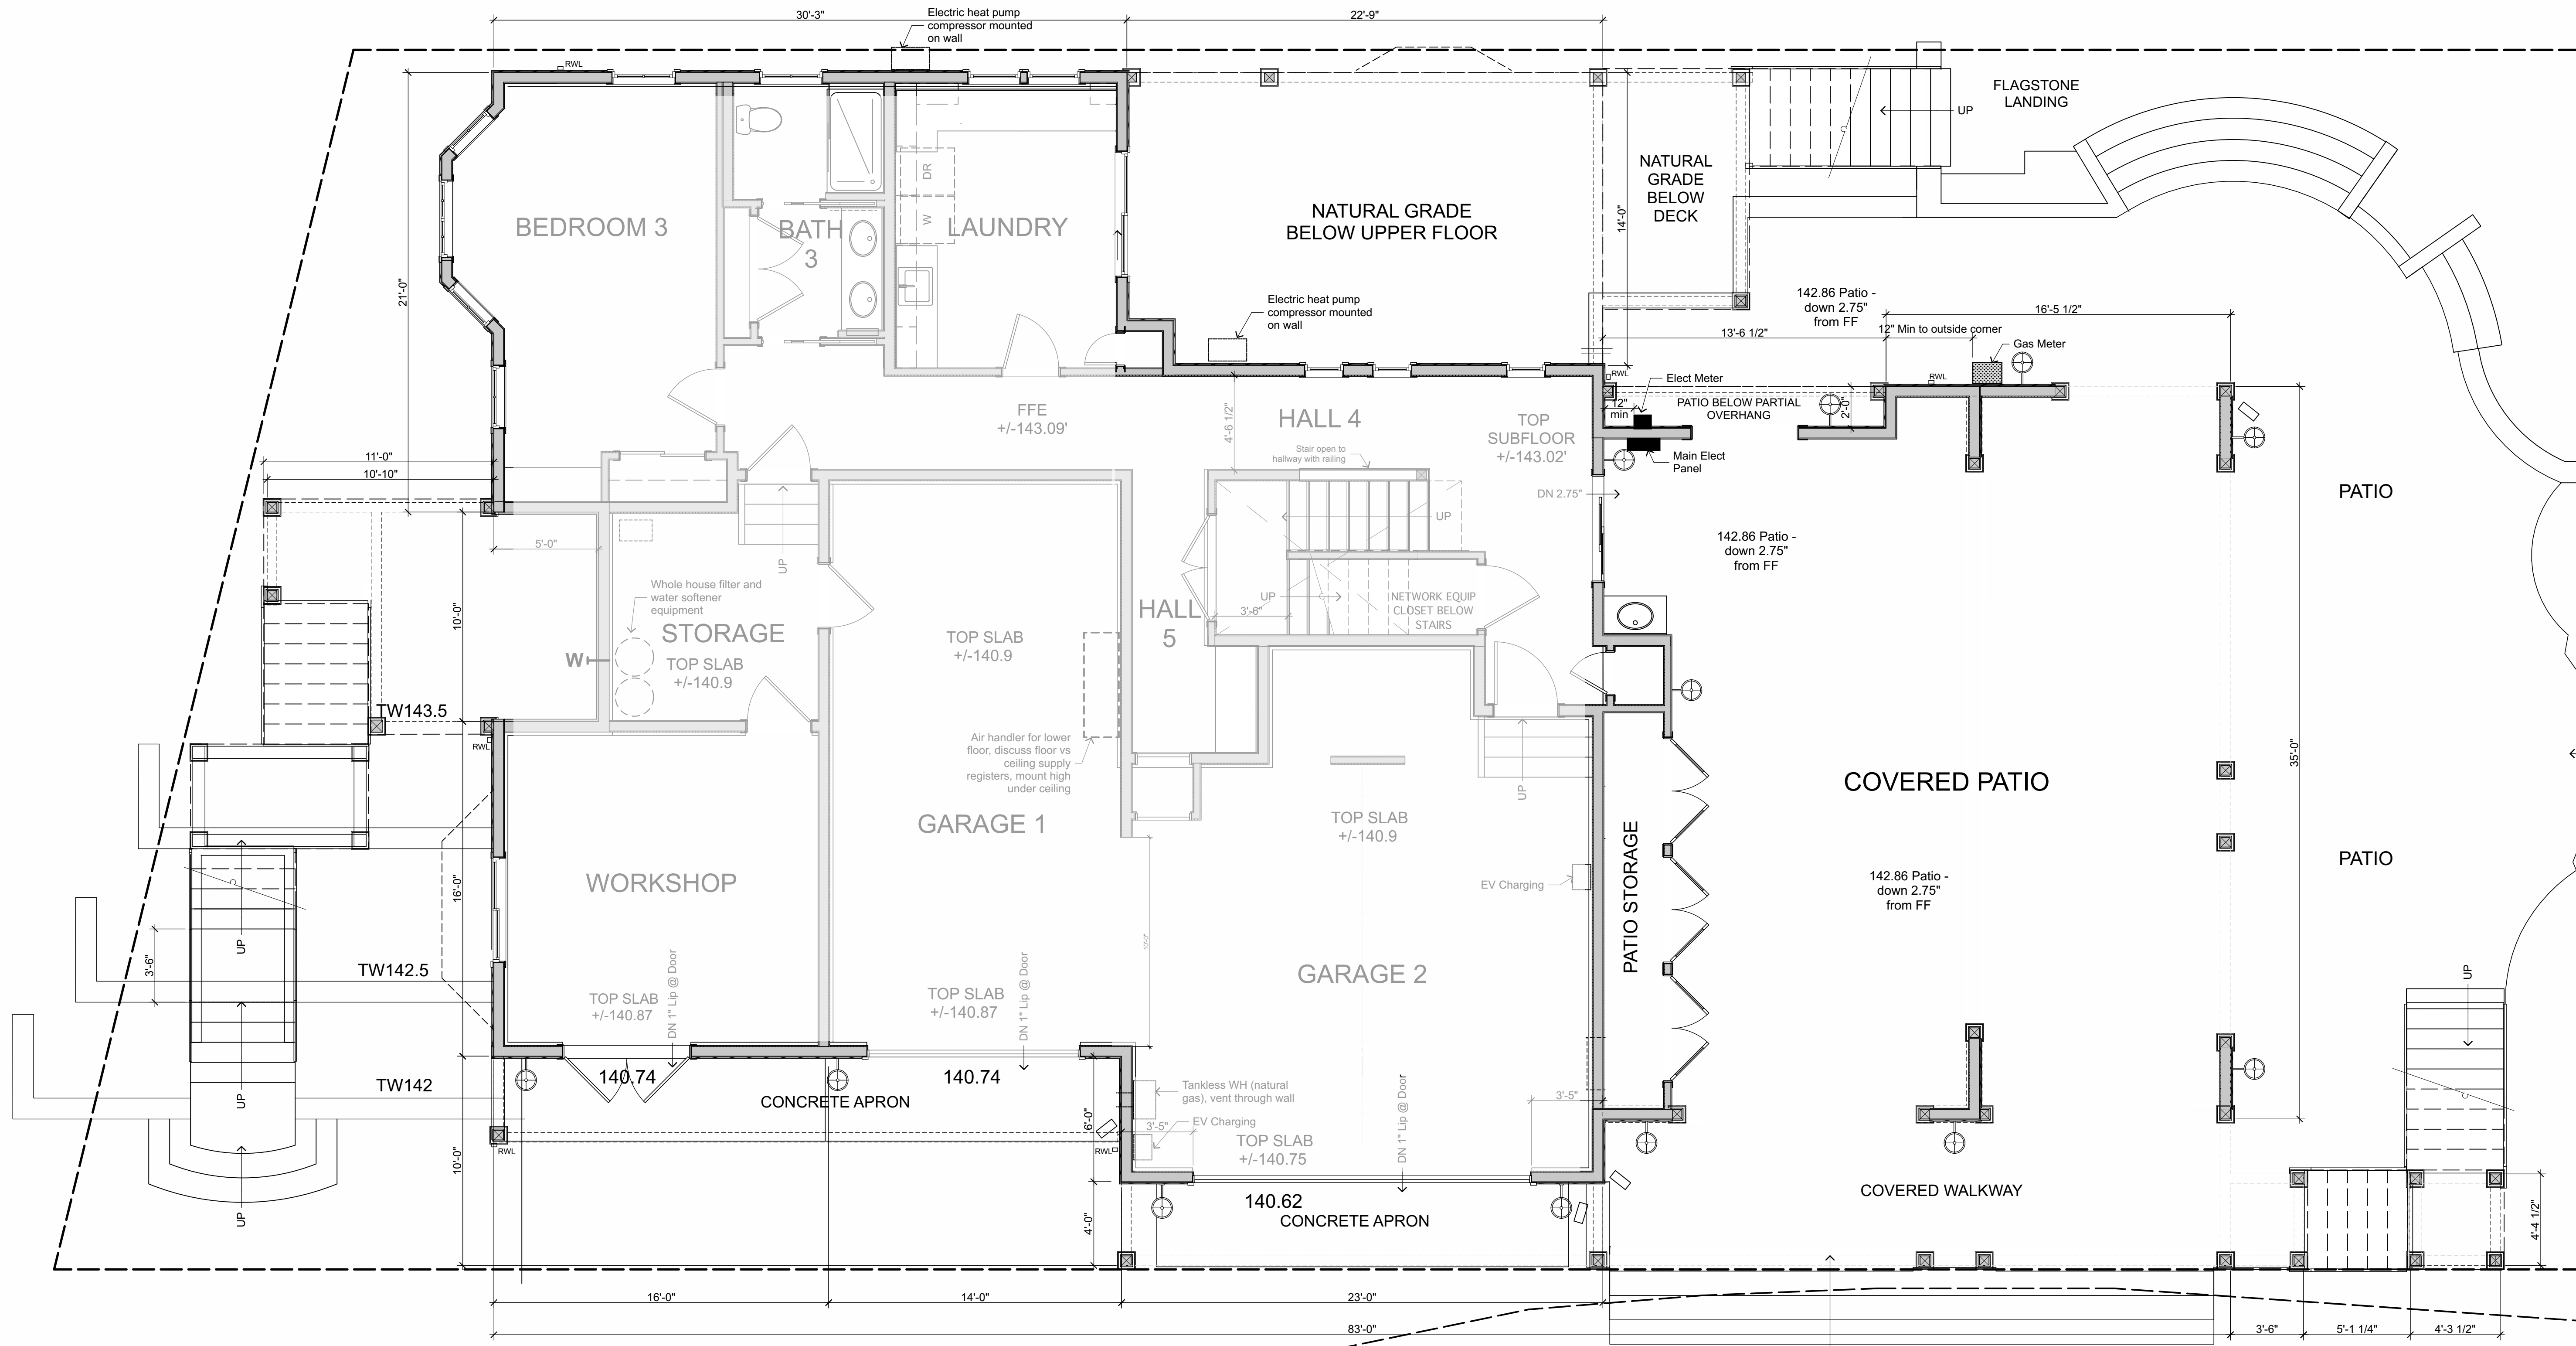 30'-3"
Electric heat pump
compressor mounted
on wall
22'-9"
RWL
FLAGSTONE
LANDING
UP
21'-0"
BEDROOM 3
BATH
3
DR
W
LAUNDRY
NATURAL GRADE
BELOW UPPER FLOOR
14'-0"
NATURAL
GRADE
BELOW
DECK
Electric heat pump
compressor mounted
on wall
142.86 Patio -
down 2.75"
from FF
16'-5 1/2"
13'-6 1/2"
12" Min to outside corner
Gas Meter
RWL
Elect Meter
RWL
12"
min
PATIO BELOW PARTIAL
OVERHANG
2'-0"
Main Elect
Panel
FFE
+/-143.09'
4'-6 1/2"
HALL 4
TOP
SUBFLOOR
+/-143.02'
Stair open to
hallway with railing
DN 2.75"
11'-0"
10'-10"
5'-0"
UP
UP
UP
3'-6"
NETWORK EQUIP
CLOSET BELOW
STAIRS
142.86 Patio -
down 2.75"
from FF
PATIO
10'-0"
Whole house filter and
water softener
equipment
STORAGE
TOP SLAB
+/-140.9
W
TOP SLAB
+/-140.9
HALL
5
TW143.5
RWL
Air handler for lower
floor, discuss floor vs
ceiling supply
registers, mount high
under ceiling
GARAGE 1
UP
TOP SLAB
+/-140.9
COVERED PATIO
35'-0"
PATIO
142.86 Patio -
down 2.75"
from FF
WORKSHOP
16'-0"
EV Charging
PATIO STORAGE
10'-0"
UP
3'-6"
TW142.5
TOP SLAB
+/-140.87
DN 1" Lip @ Door
TOP SLAB
+/-140.87
DN 1" Lip @ Door
GARAGE 2
UP
TW142
UP
140.74
140.74
CONCRETE APRON
6'-0"
Tankless WH (natural
gas), vent through wall
3'-5"
EV Charging
TOP SLAB
+/-140.75
DN 1" Lip @ Door
3'-5"
RWL
RWL
10'-0"
UP
4'-0"
140.62
CONCRETE APRON
COVERED WALKWAY
4'-4 1/2"
16'-0"
14'-0"
23'-0"
83'-0"
3'-6"
5'-1 1/4"
4'-3 1/2"